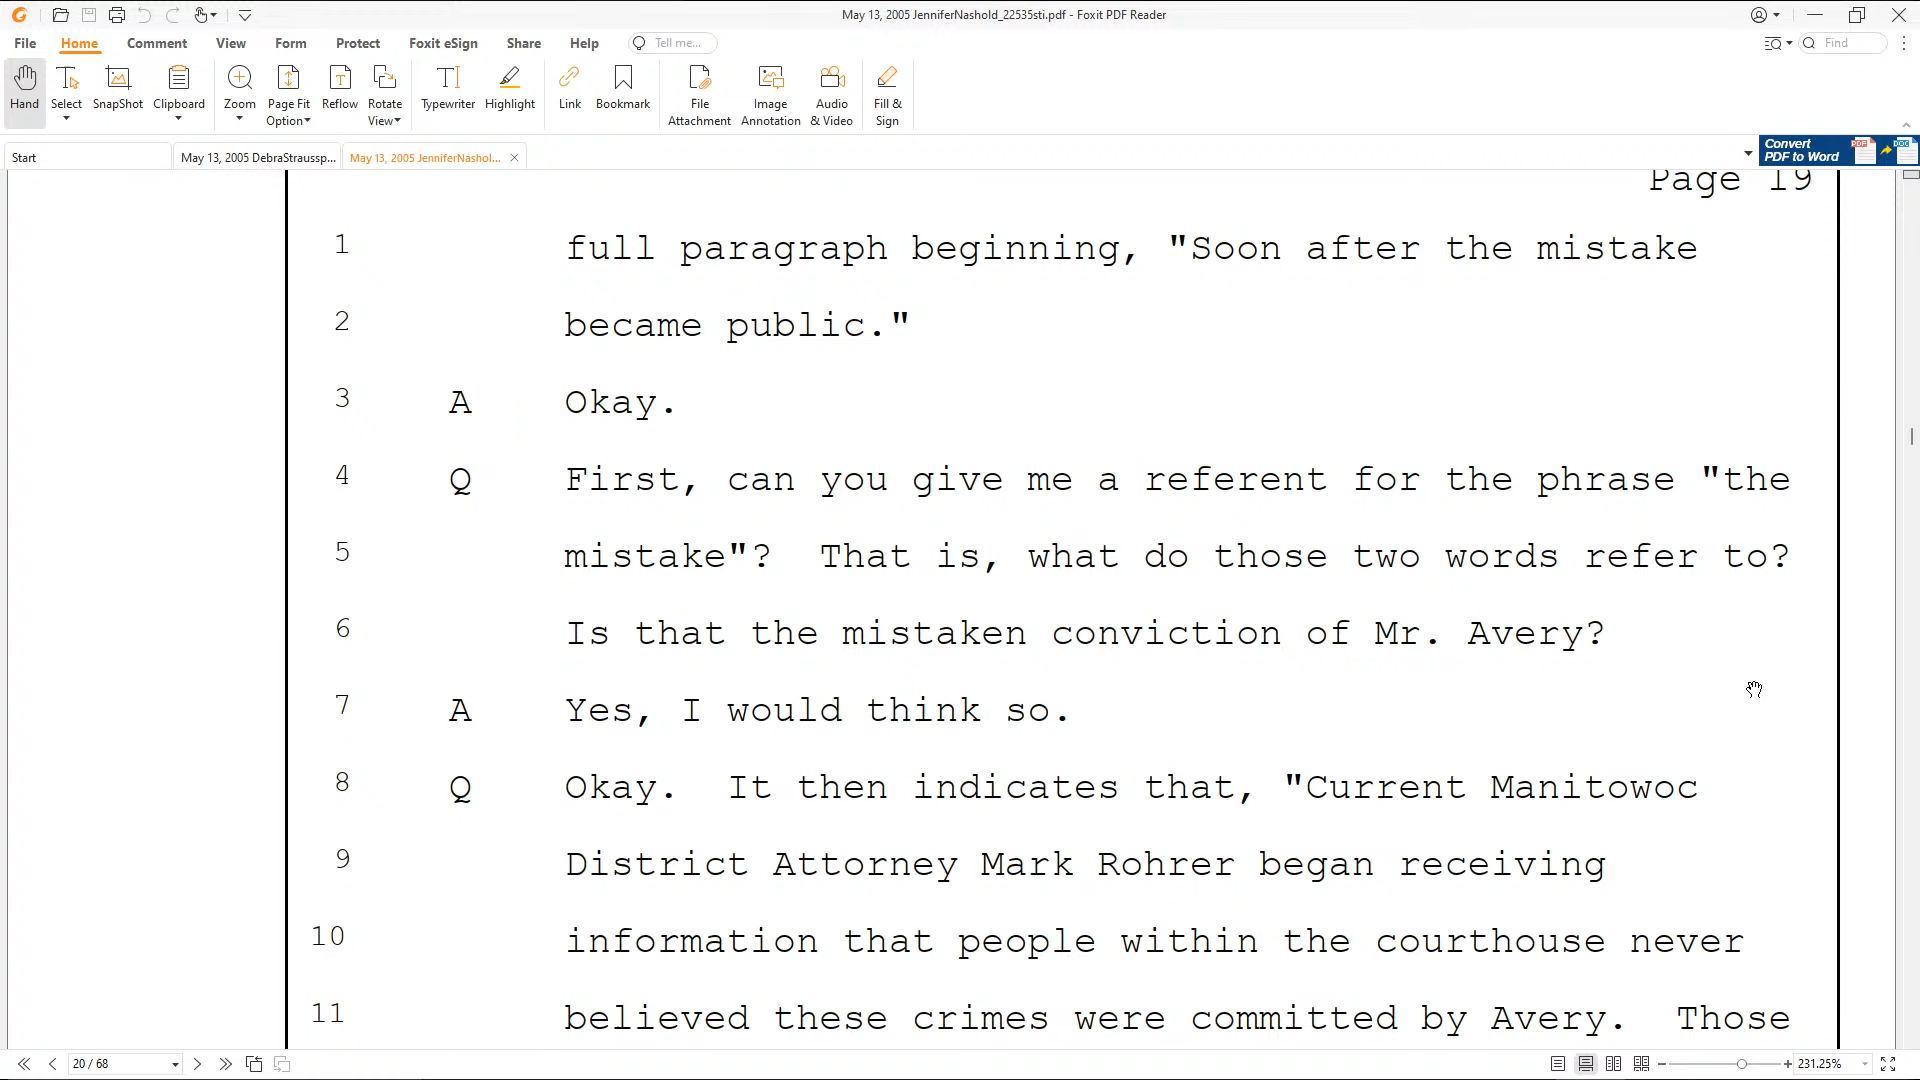 May 13, 2005 JenniferNashold_22535sti.pdf - Foxit PDF Reader
File Home Comment View Form Protect Foxit eSign Share Help Tell me... Find
Hand Select SnapShot Clipboard Zoom Page Fit Option Reflow Rotate View Typewriter Highlight Link Bookmark File Attachment Image Annotation Audio & Video Fill & Sign
Start May 13, 2005 DebraStraussp... May 13, 2005 JenniferNashol... Convert PDF to Word PDF DOC
Page 19
1 full paragraph beginning, "Soon after the mistake
2 became public."
3 A Okay.
4 Q First, can you give me a referent for the phrase "the
5 mistake"? That is, what do those two words refer to?
6 Is that the mistaken conviction of Mr. Avery?
7 A Yes, I would think so.
8 Q Okay. It then indicates that, "Current Manitowoc
9 District Attorney Mark Rohrer began receiving
10 information that people within the courthouse never
11 believed these crimes were committed by Avery. Those
20 / 68 231.25%